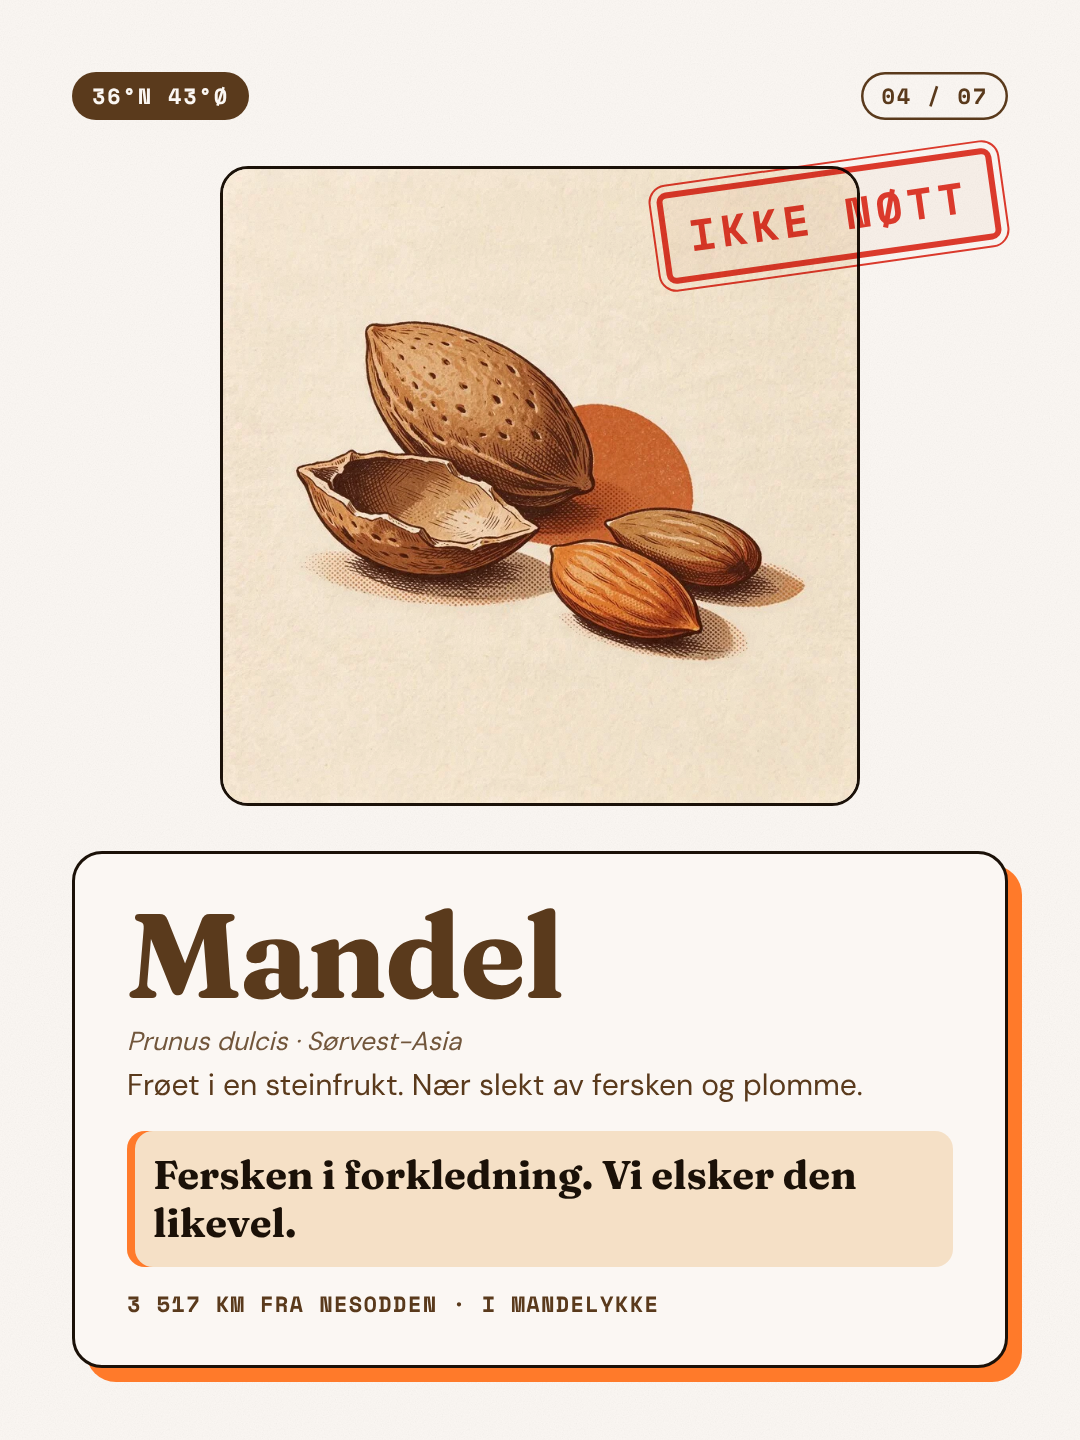 36°N 43°Ø
04 / 07
IKKE NØTT
Mandel
Prunus dulcis · Sørvest-Asia
Frøet i en steinfrukt. Nær slekt av fersken og plomme.
Fersken i forkledning. Vi elsker den
likevel.
3 517 KM FRA NESODDEN · I MANDELYKKE